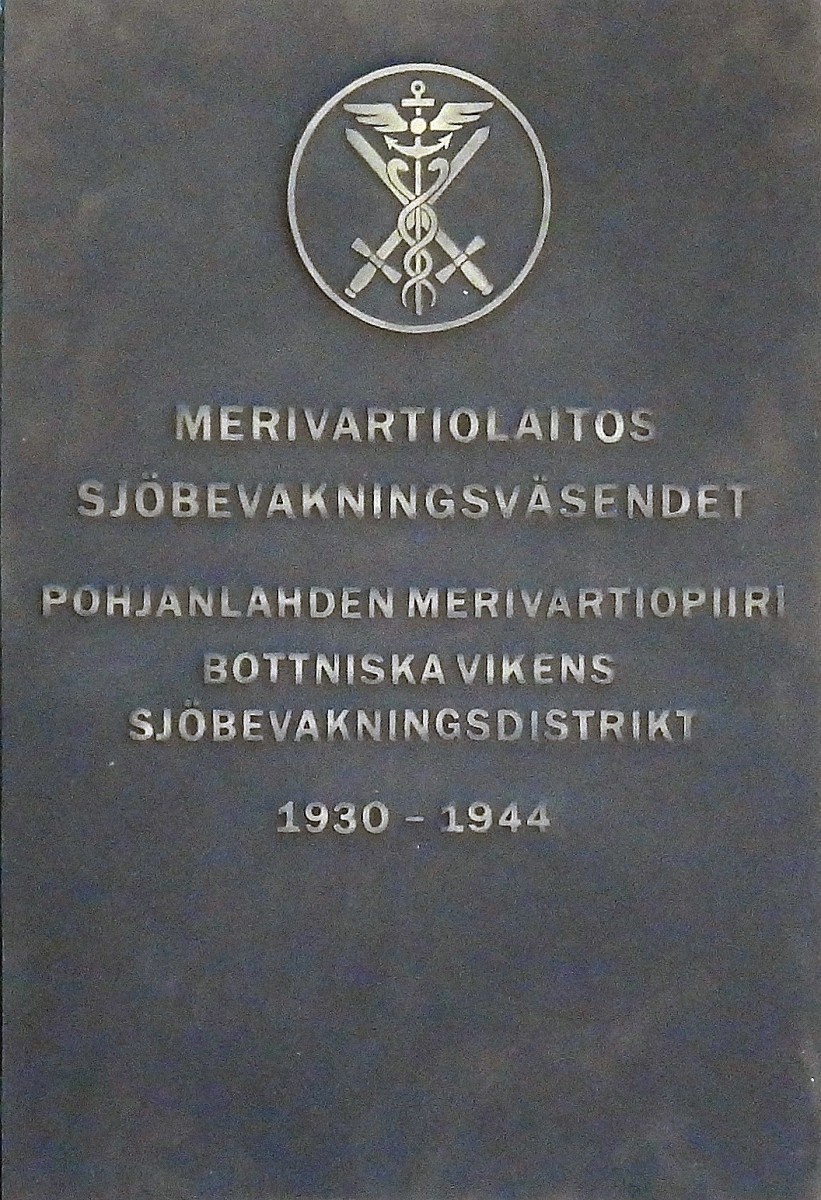 MERIVARTIOLAITOS
SJÖBEVAKNINGSVÄSENDET
POHJANLAHDEN MERIVARTIOPIIRI
BOTTNISKA VIKENS
SJÖBEVAKNINGSDISTRIKT
1930 – 1944